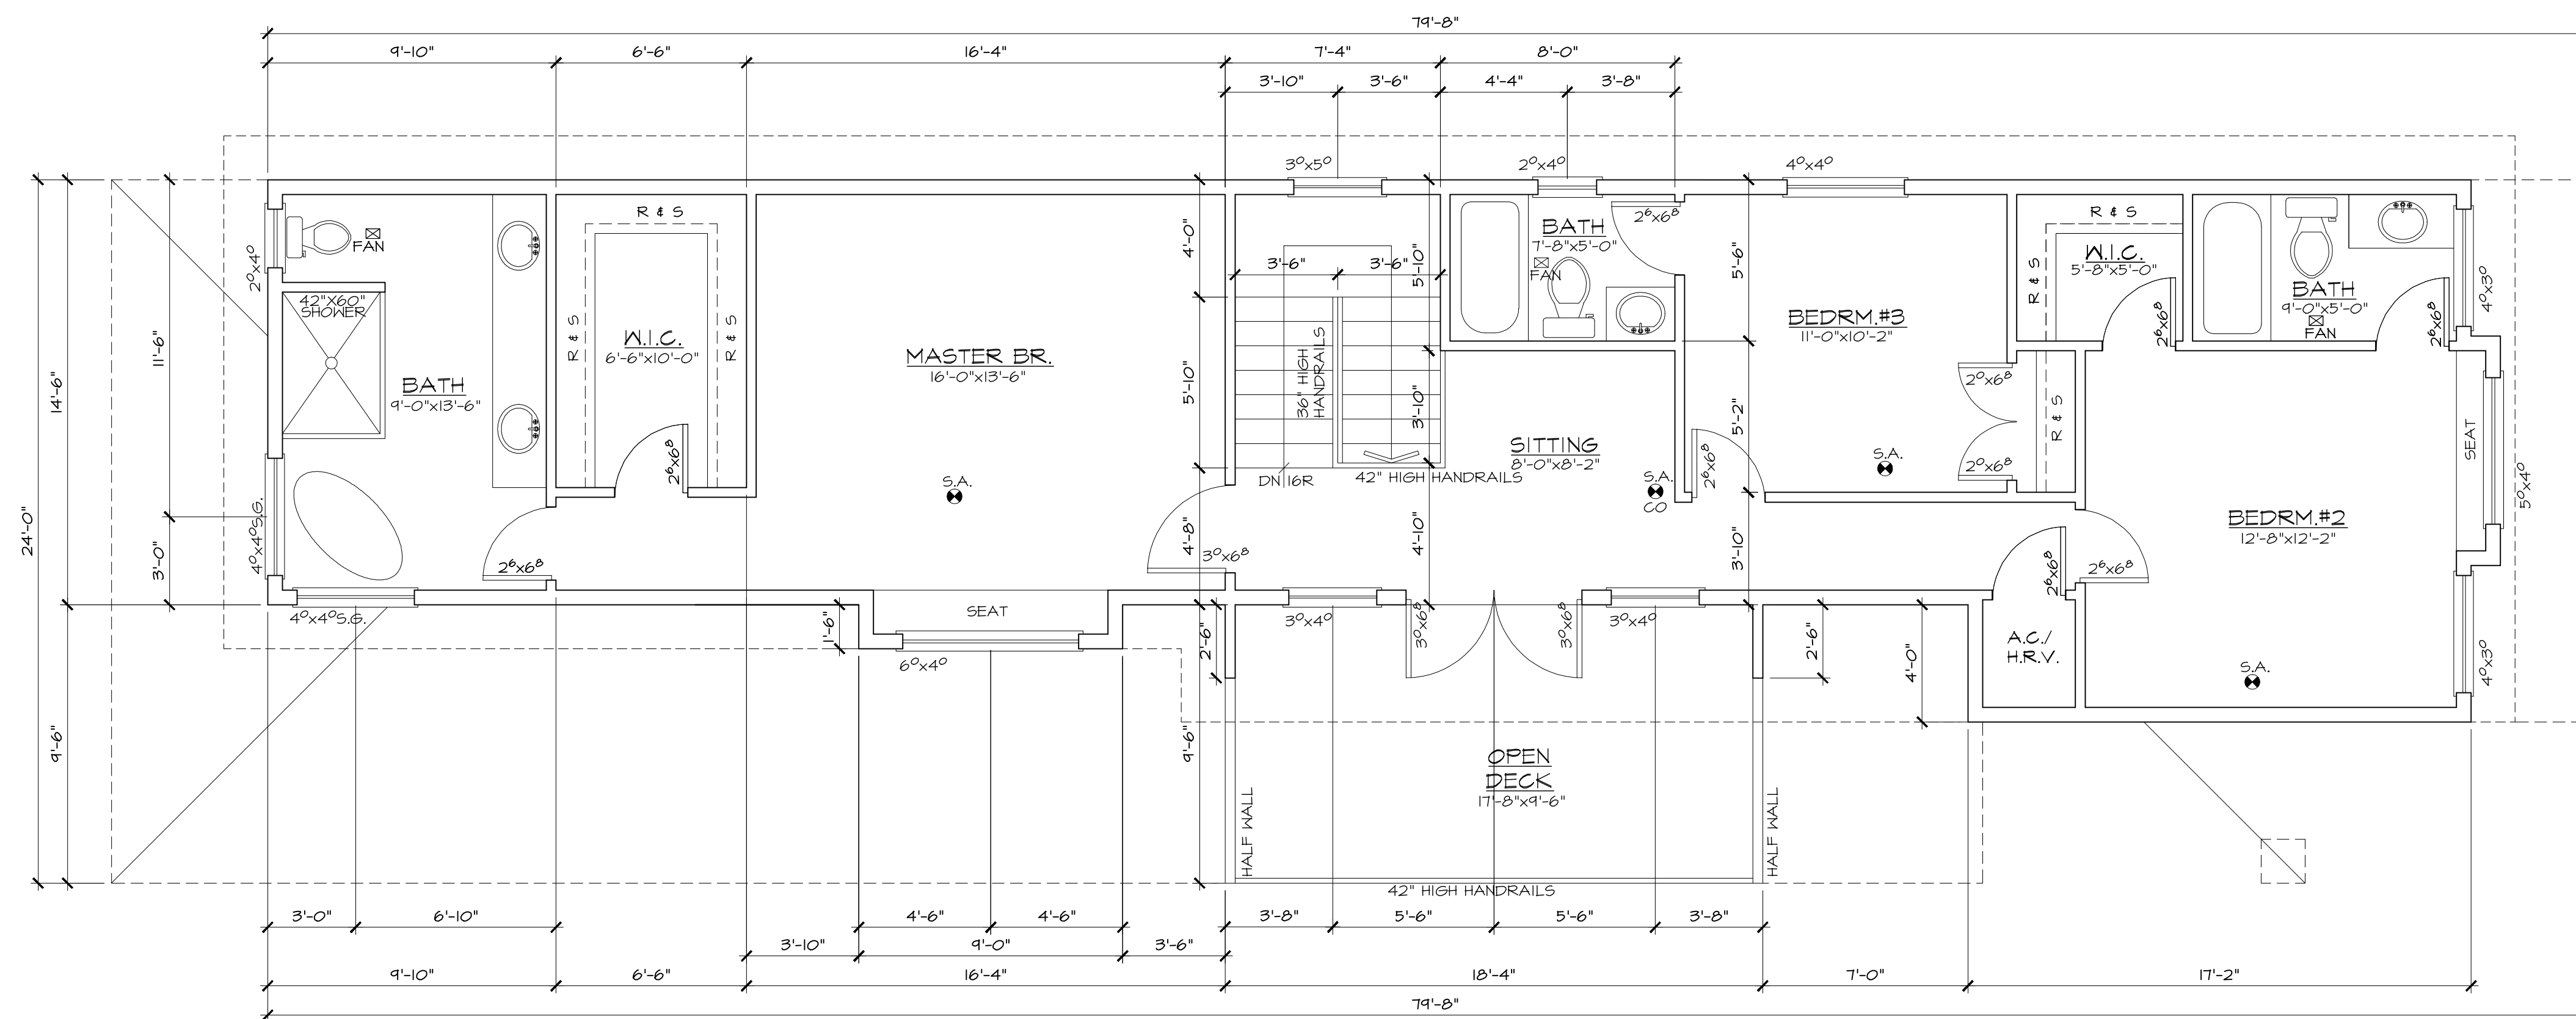 79'-8"
9'-10" 6'-6" 16'-4" 7'-4" 8'-0"
3'-10" 3'-6" 4'-4" 3'-8"
3⁰x5⁰ 2⁰x4⁰ 4⁰x4⁰
R & S
R & S
2⁶x6⁸
BATH
7'-8"x5'-0"
FAN
FAN
2⁰x4⁰
4'-0"
3'-6" 3'-6"
5'-10"
5'-6"
W.I.C.
5'-8"x5'-0"
R & S
2⁶x6⁸
BATH
9'-0"x5'-0"
FAN
2⁶x6⁸
4⁰x3⁰
42"X60"
SHOWER
R & S
W.I.C.
6'-6"x10'-0"
R & S
11'-6"
14'-6"
24'-0"
BATH
9'-0"x13'-6"
MASTER BR.
16'-0"x13'-6"
5'-10"
36" HIGH
HANDRAILS
3'-10"
BEDRM.#3
11'-0"x10'-2"
2⁰x6⁸
R & S
2⁰x6⁸
5'-2"
SITTING
8'-0"x8'-2"
2⁶x6⁸
S.A.
S.A.
CO
S.A.
2⁶x6⁸
DN 16R
42" HIGH HANDRAILS
SEAT
5⁰x4⁰
BEDRM.#2
12'-8"x12'-2"
4⁰x4⁰S.G.
3'-0"
2⁶x6⁸
4'-8"
3⁰x6⁸
4'-10"
3'-10"
2⁶x6⁸
2⁶x6⁸
4⁰x4⁰S.G.
SEAT
1'-6"
6⁰x4⁰
2'-6"
3⁰x4⁰
3⁰x6⁸
3⁰x6⁸
3⁰x4⁰
2'-6"
4'-0"
A.C./
H.R.V.
S.A.
4⁰x3⁰
9'-6"
9'-6"
OPEN
DECK
17'-8"x9'-6"
HALF WALL
HALF WALL
42" HIGH HANDRAILS
3'-0" 6'-10" 4'-6" 4'-6" 3'-8" 5'-6" 5'-6" 3'-8"
3'-10" 9'-0" 3'-6"
9'-10" 6'-6" 16'-4" 18'-4" 7'-0" 17'-2"
79'-8"